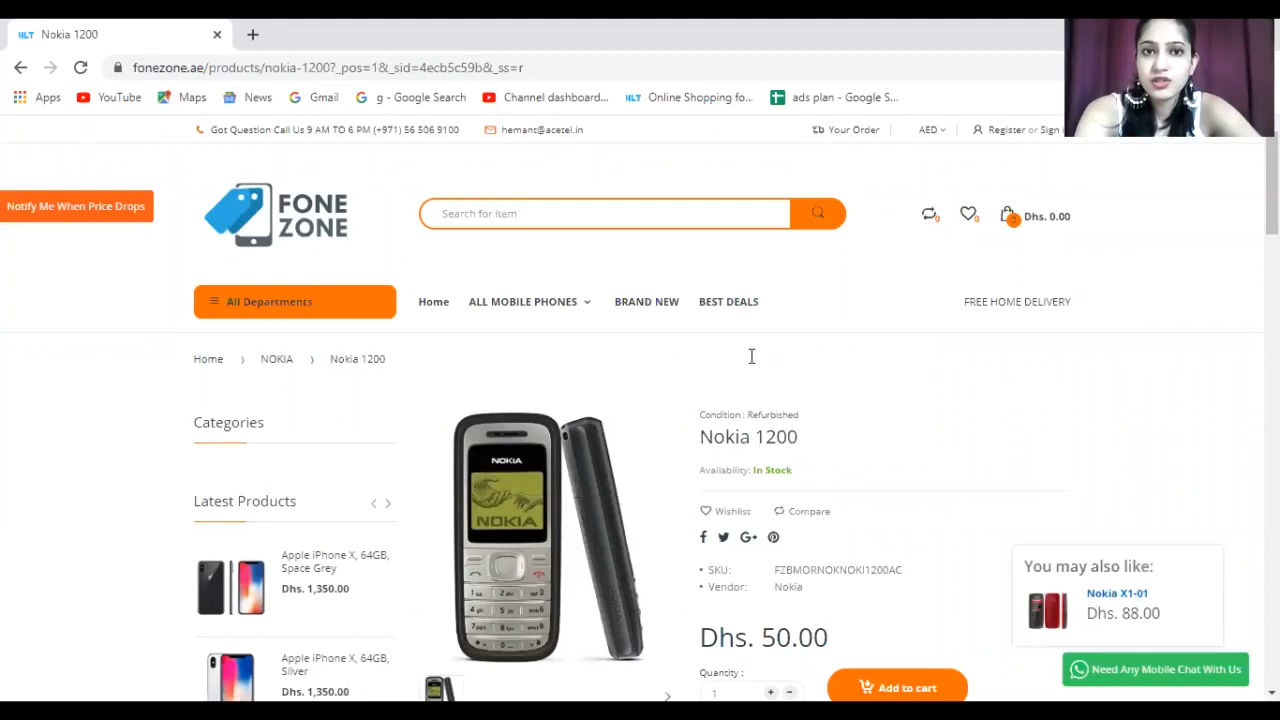 NLT Nokia 1200
fonezone.ae/products/nokia-1200?_pos=1&_sid=4ecb5c59b&_ss=r
Apps YouTube Maps News Gmail g - Google Search Channel dashboard... NLT Online Shopping fo... ads plan - Google S...
Got Question Call Us 9 AM TO 6 PM (+971) 56 506 9100 hemant@acetel.in Your Order AED Register or Sign
Notify Me When Price Drops
FONE
ZONE
Search for item
0 0 0 Dhs. 0.00
All Departments Home ALL MOBILE PHONES BRAND NEW BEST DEALS FREE HOME DELIVERY
Home › NOKIA › Nokia 1200
Categories
Latest Products
Apple iPhone X, 64GB,
Space Grey
Dhs. 1,350.00
Apple iPhone X, 64GB,
Silver
Dhs. 1,350.00
NOKIA
NOKIA
Condition : Refurbished
Nokia 1200
Availability: In Stock
Wishlist Compare
G+
• SKU: FZBMORNOKNOKI1200AC
• Vendor: Nokia
Dhs. 50.00
Quantity :
1 + −
Add to cart
You may also like:
Nokia X1-01
Dhs. 88.00
Need Any Mobile Chat With Us